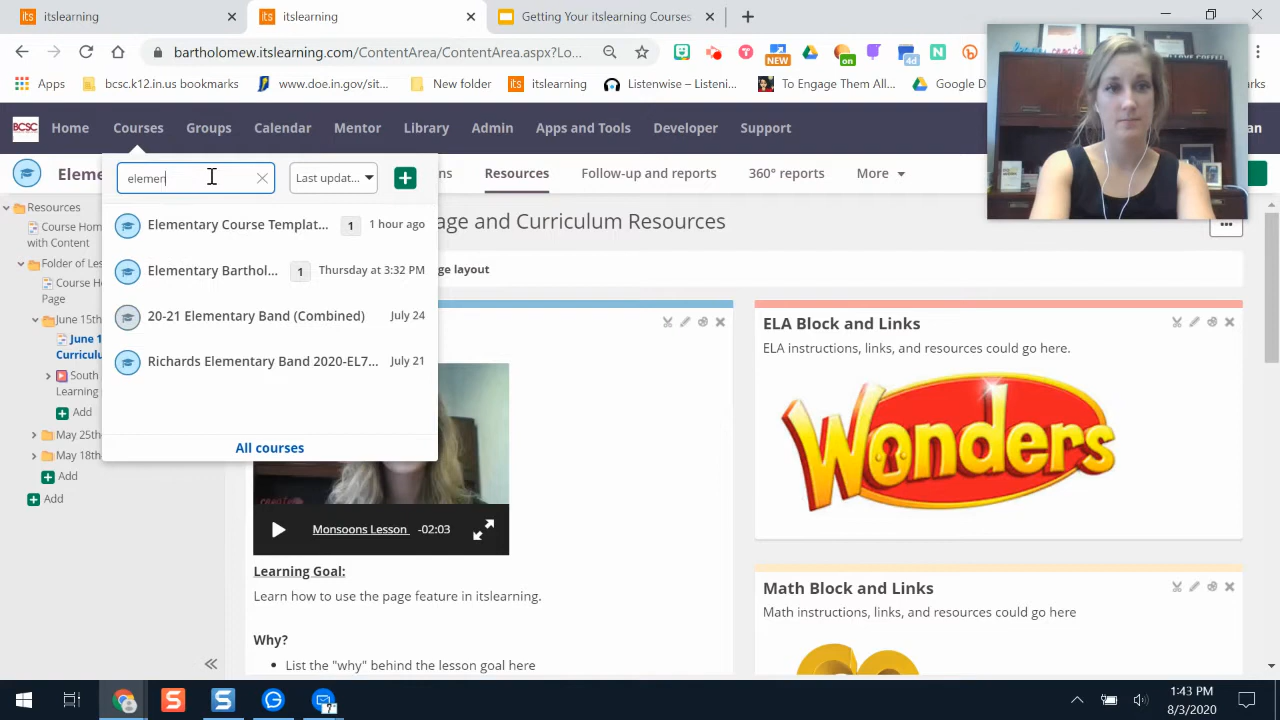 itslearning
itslearning
Getting Your itslearning Courses
bartholomew.itslearning.com/ContentArea/ContentArea.aspx?Lo...
NEW
on
4d
bcsc.k12.in.us bookmarks
www.doe.in.gov/sit...
New folder
itslearning
Listenwise – Listenin...
To Engage Them All...
BCSC
Home
Courses
Groups
Calendar
Mentor
Library
Admin
Apps and Tools
Developer
Support
Resources
Follow-up and reports
360° reports
More
elemen
Last updat...
Resources
Elementary Course Templat...
1
1 hour ago
Elementary Barthol...
1
Thursday at 3:32 PM
20-21 Elementary Band (Combined)
July 24
Richards Elementary Band 2020-EL7...
July 21
All courses
Course Hom
with Content
Folder of Les
Course H
Page
June 15th
June 1
Curricul
South
Learning
Add
May 25th
May 18th
Add
Add
age and Curriculum Resources
ge layout
Monsoons Lesson
-02:03
Learning Goal:
Learn how to use the page feature in itslearning.
Why?
List the "why" behind the lesson goal here
ELA Block and Links
ELA instructions, links, and resources could go here.
Wonders
Math Block and Links
Math instructions, links, and resources could go here
1:43 PM
8/3/2020